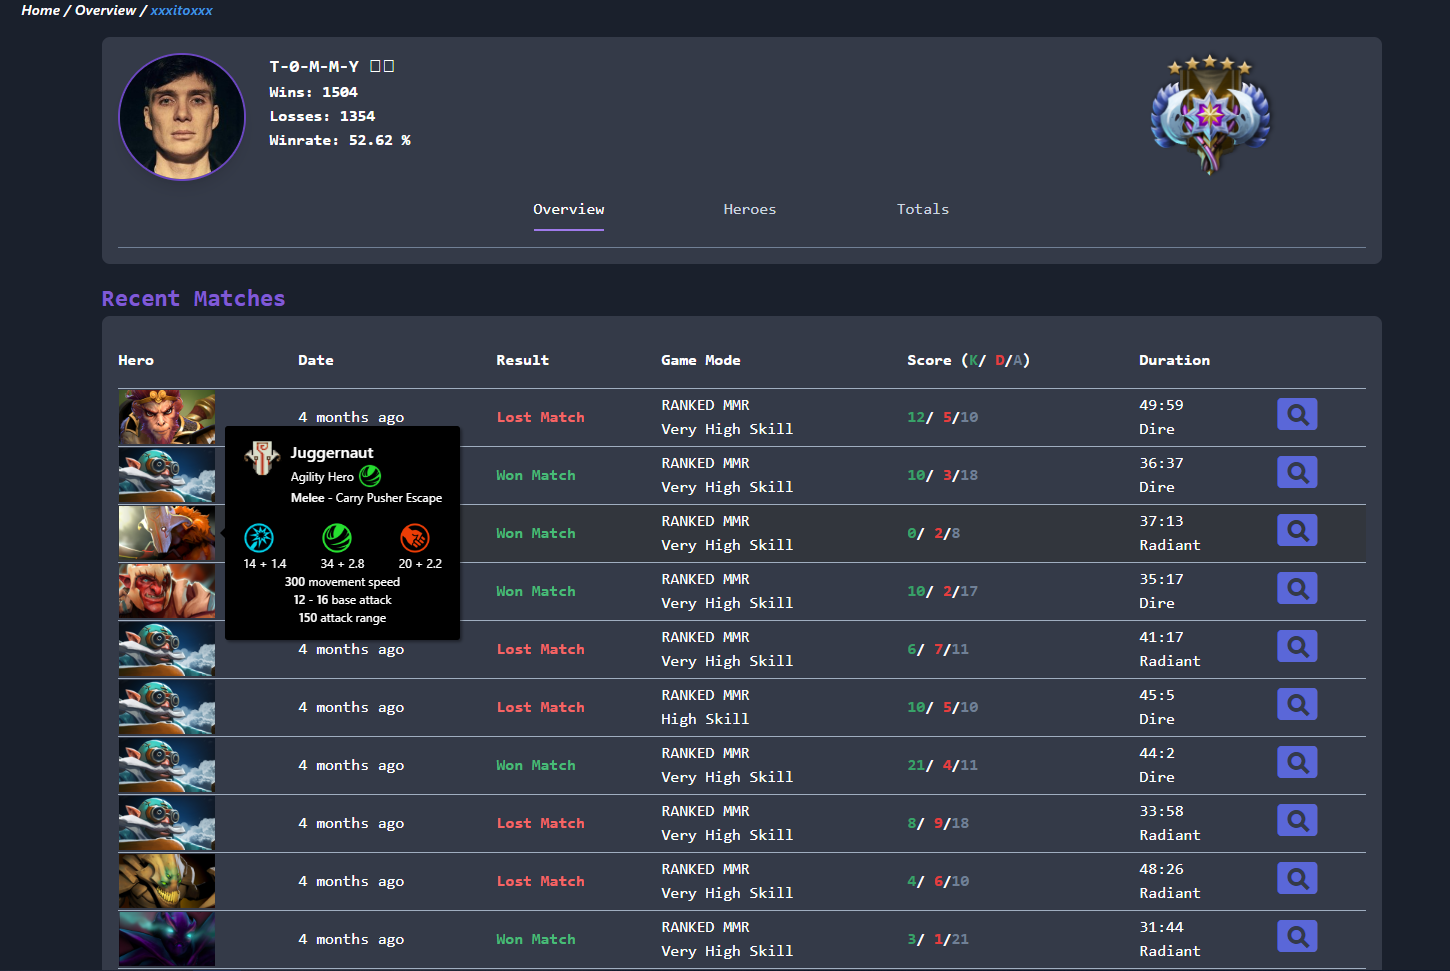 Home / Overview / xxxitoxxx
T-0-M-M-Y
Wins: 1504
Losses: 1354
Winrate: 52.62 %
Overview Heroes Totals
Recent Matches
Hero Date Result Game Mode Score (K/ D/A) Duration
4 months ago Lost Match RANKED MMR 12/ 5/10 49:59
Very High Skill Dire
Won Match RANKED MMR 10/ 3/18 36:37
Very High Skill Dire
Won Match RANKED MMR 0/ 2/8 37:13
Very High Skill Radiant
Won Match RANKED MMR 10/ 2/17 35:17
Very High Skill Dire
Juggernaut
Agility Hero
Melee - Carry Pusher Escape
14 + 1.4 34 + 2.8 20 + 2.2
300 movement speed
12 - 16 base attack
150 attack range
4 months ago Lost Match RANKED MMR 6/ 7/11 41:17
Very High Skill Radiant
4 months ago Lost Match RANKED MMR 10/ 5/10 45:5
High Skill Dire
4 months ago Won Match RANKED MMR 21/ 4/11 44:2
Very High Skill Dire
4 months ago Lost Match RANKED MMR 8/ 9/18 33:58
Very High Skill Radiant
4 months ago Lost Match RANKED MMR 4/ 6/10 48:26
Very High Skill Radiant
4 months ago Won Match RANKED MMR 3/ 1/21 31:44
Very High Skill Radiant